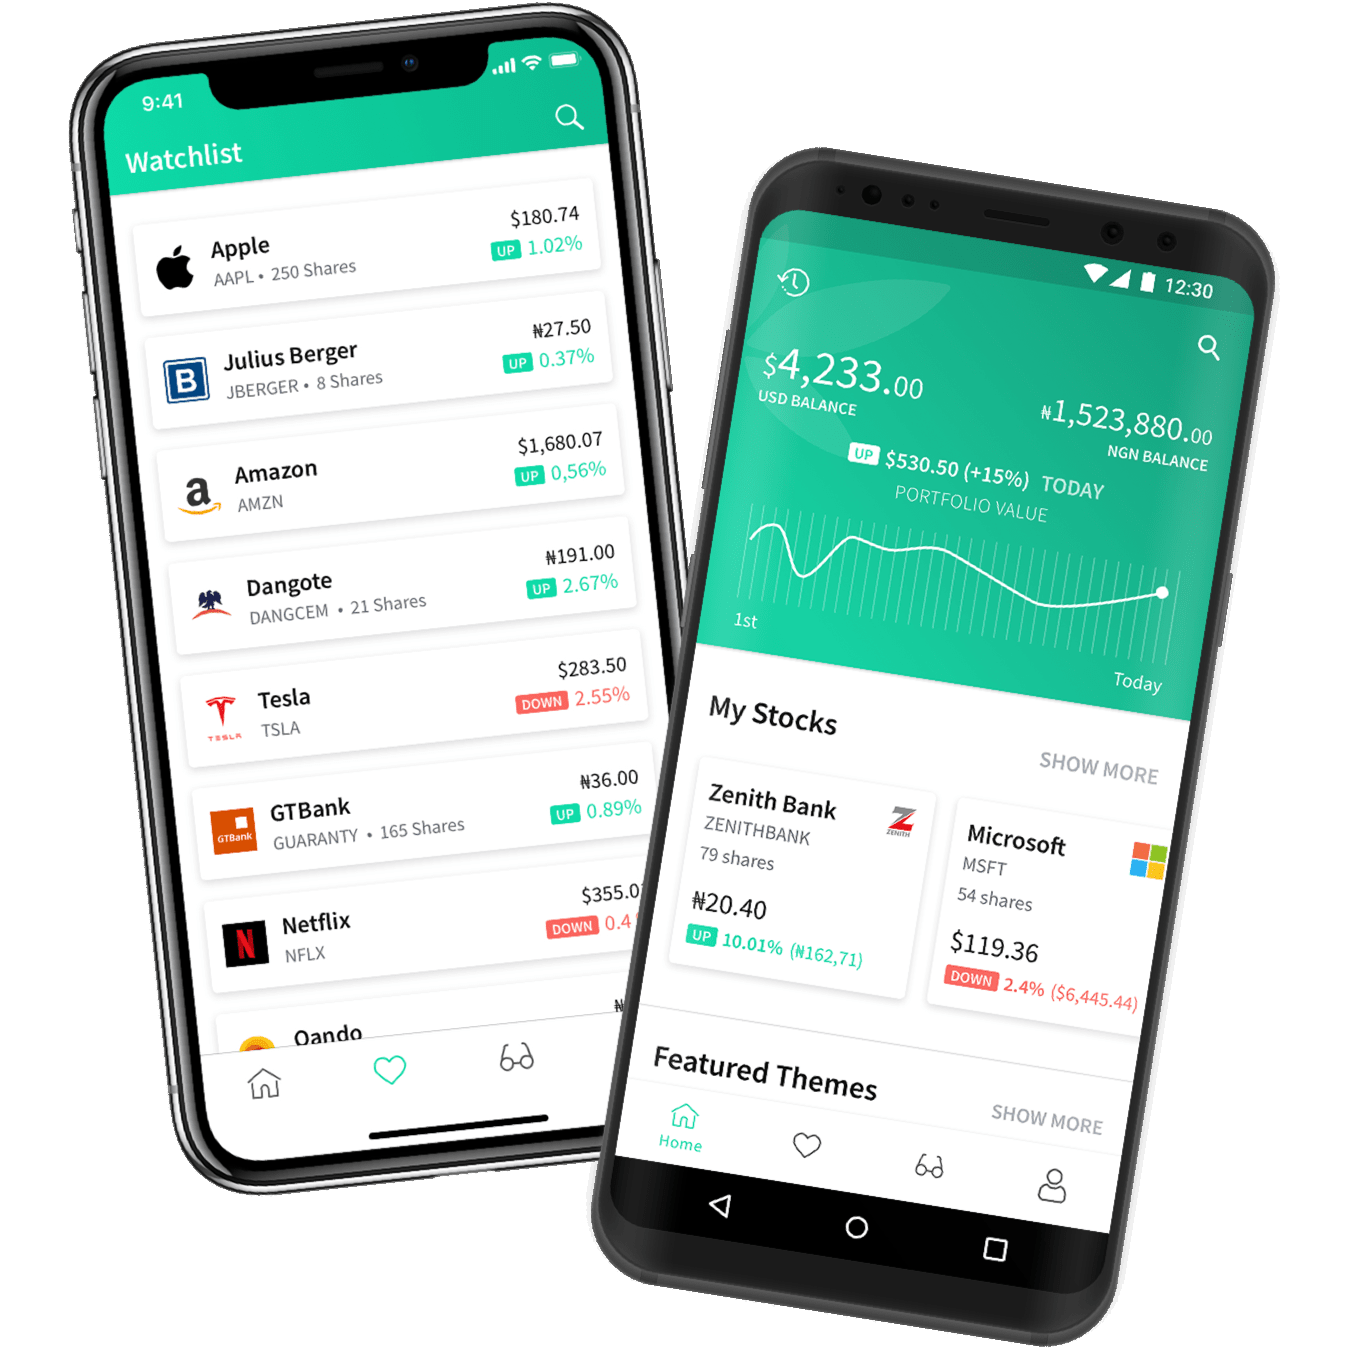 9:41
Watchlist
Apple
AAPL • 250 Shares
$180.74
UP 1.02%
B
Julius Berger
JBERGER • 8 Shares
₦27.50
UP 0.37%
a
Amazon
AMZN
$1,680.07
UP 0,56%
Dangote
DANGCEM • 21 Shares
₦191.00
UP 2.67%
TESLA
Tesla
TSLA
$283.50
DOWN 2.55%
GTBank
GTBank
GUARANTY • 165 Shares
₦36.00
UP 0.89%
N
Netflix
NFLX
$355.0
DOWN 0.4
Oando
₦
12:30
$4,233.00
USD BALANCE
₦1,523,880.00
NGN BALANCE
UP $530.50 (+15%) TODAY
PORTFOLIO VALUE
1st
Today
My Stocks
SHOW MORE
Zenith Bank
ZENITHBANK
79 shares
Z
ZENITH
₦20.40
UP 10.01% (₦162,71)
Microsoft
MSFT
54 shares
$119.36
DOWN 2.4% ($6,445.44)
Featured Themes
SHOW MORE
Home